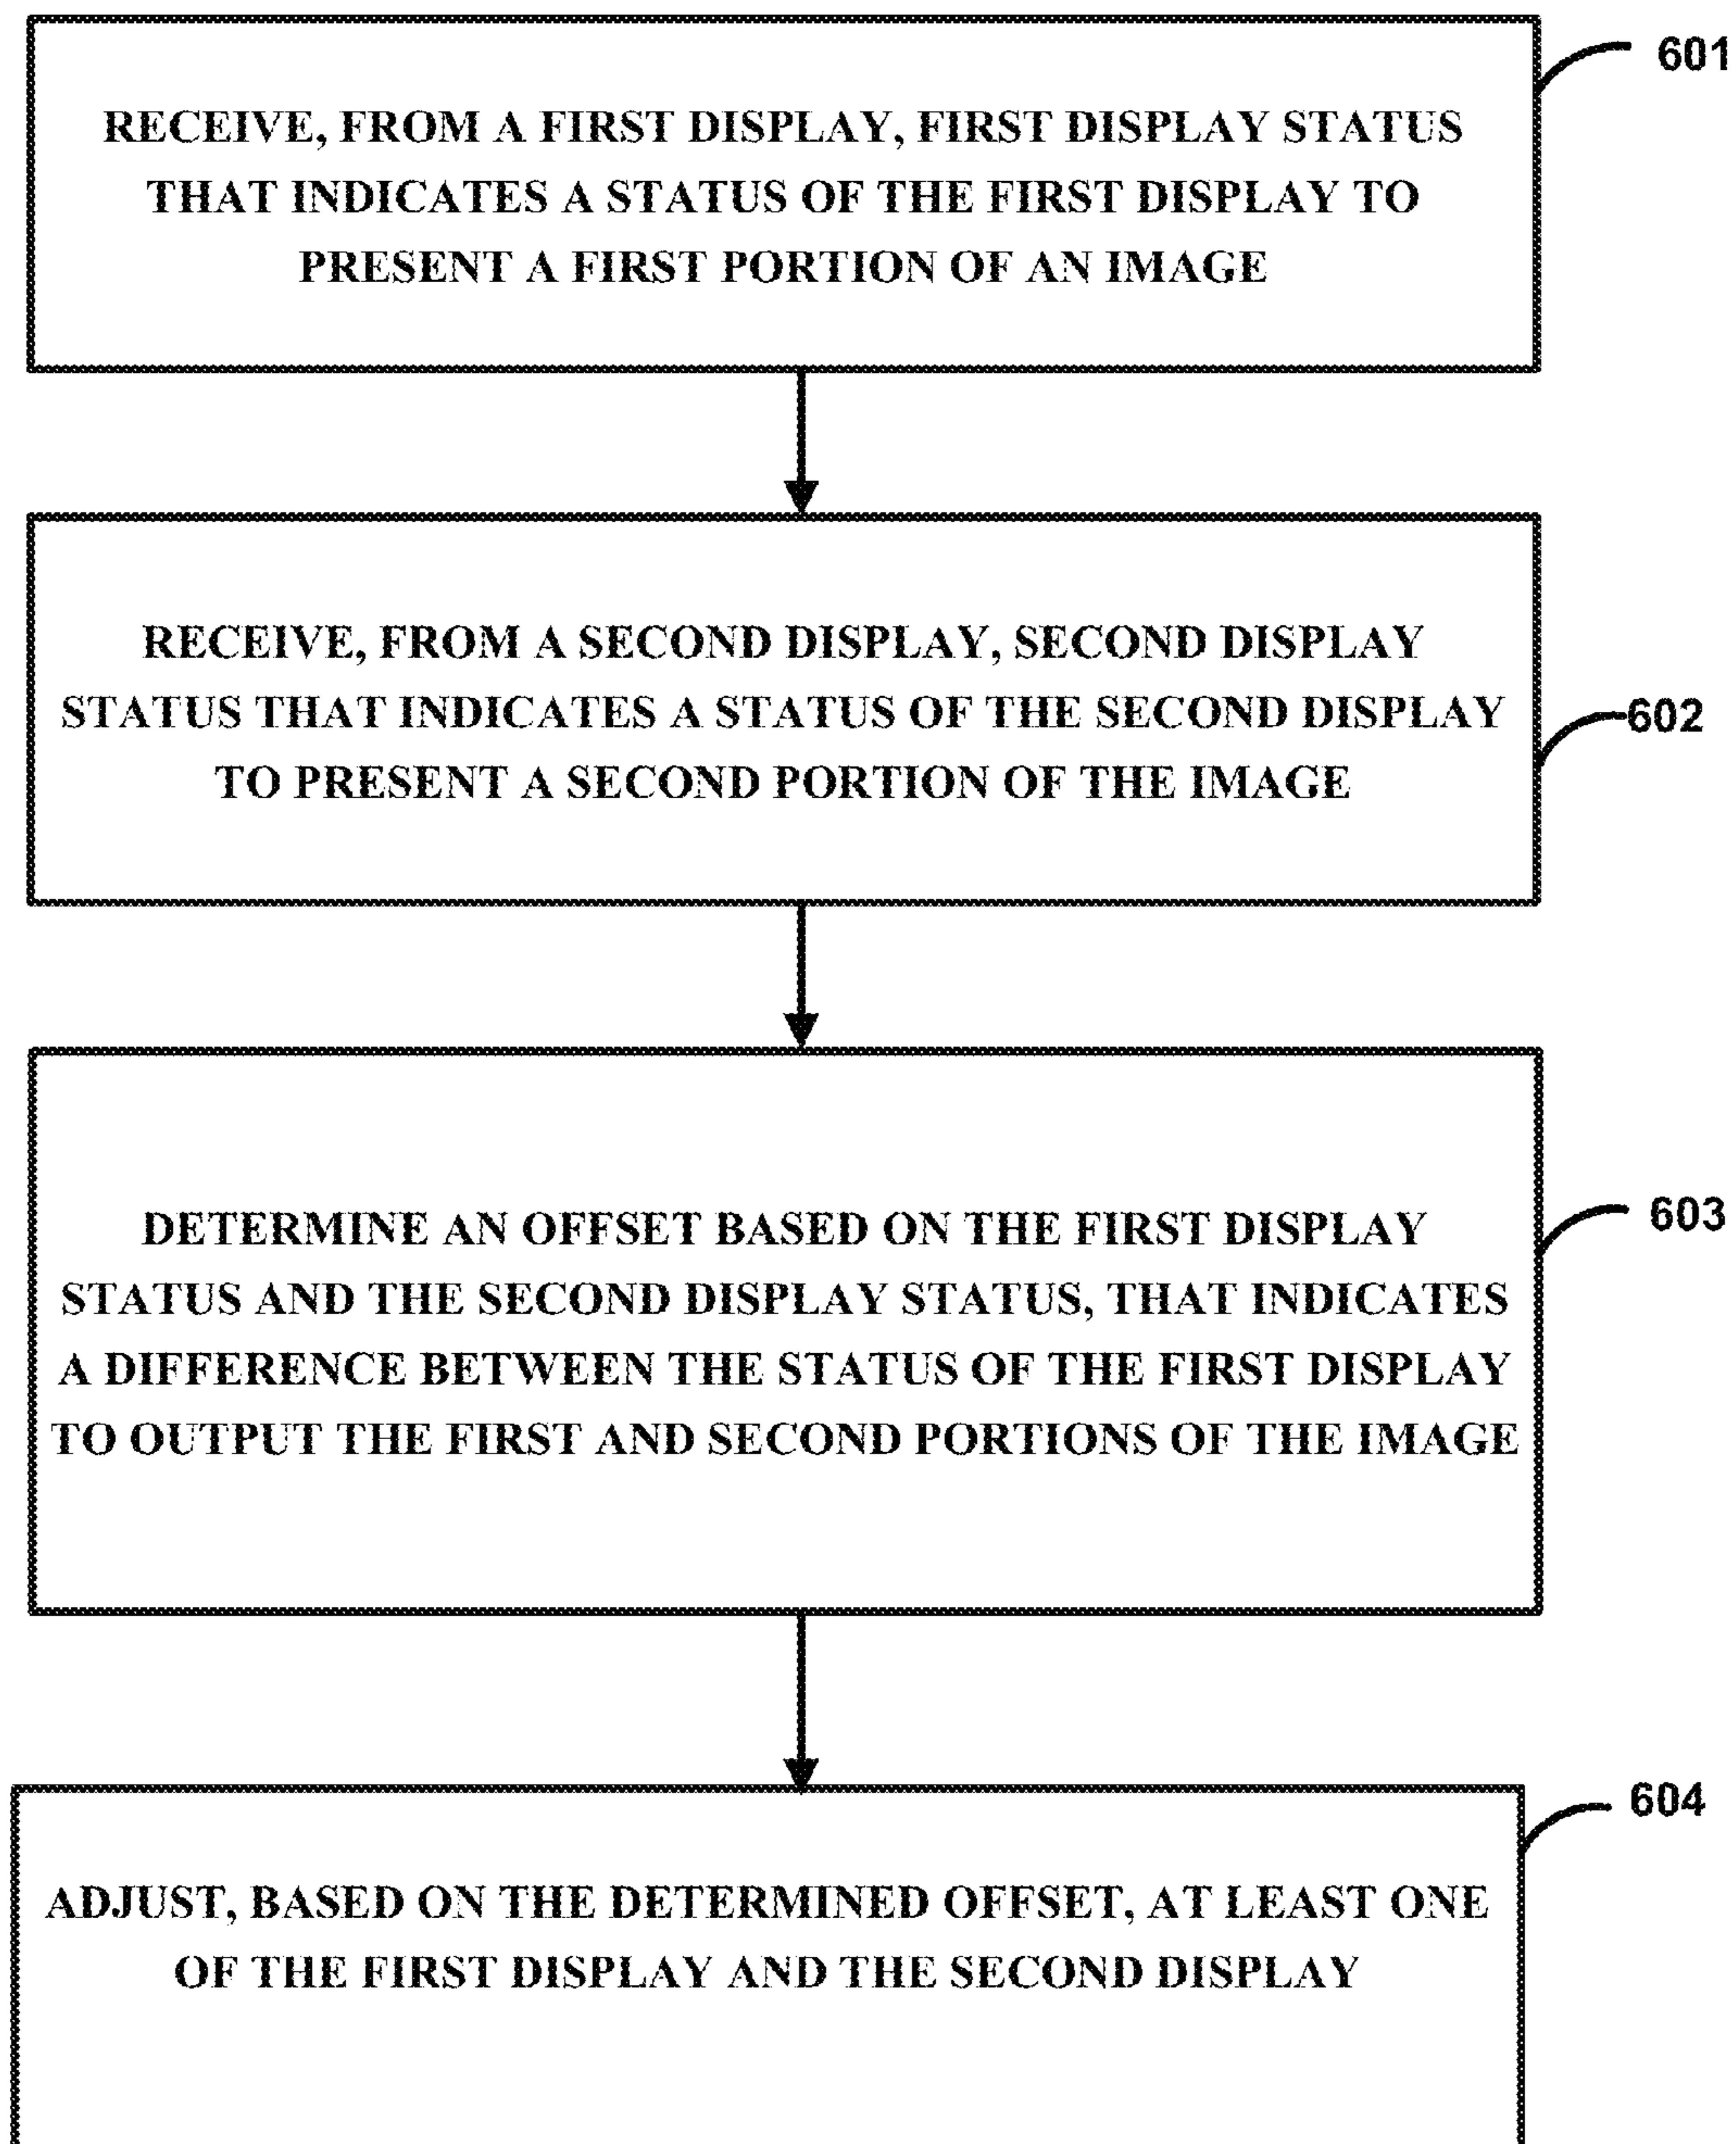 601
RECEIVE, FROM A FIRST DISPLAY, FIRST DISPLAY STATUS
THAT INDICATES A STATUS OF THE FIRST DISPLAY TO
PRESENT A FIRST PORTION OF AN IMAGE
RECEIVE, FROM A SECOND DISPLAY, SECOND DISPLAY
STATUS THAT INDICATES A STATUS OF THE SECOND DISPLAY
602
TO PRESENT A SECOND PORTION OF THE IMAGE
603
DETERMINE AN OFFSET BASED ON THE FIRST DISPLAY
STATUS AND THE SECOND DISPLAY STATUS, THAT INDICATES
A DIFFERENCE BETWEEN THE STATUS OF THE FIRST DISPLAY
TO OUTPUT THE FIRST AND SECOND PORTIONS OF THE IMAGE
604
ADJUST, BASED ON THE DETERMINED OFFSET, AT LEAST ONE
OF THE FIRST DISPLAY AND THE SECOND DISPLAY